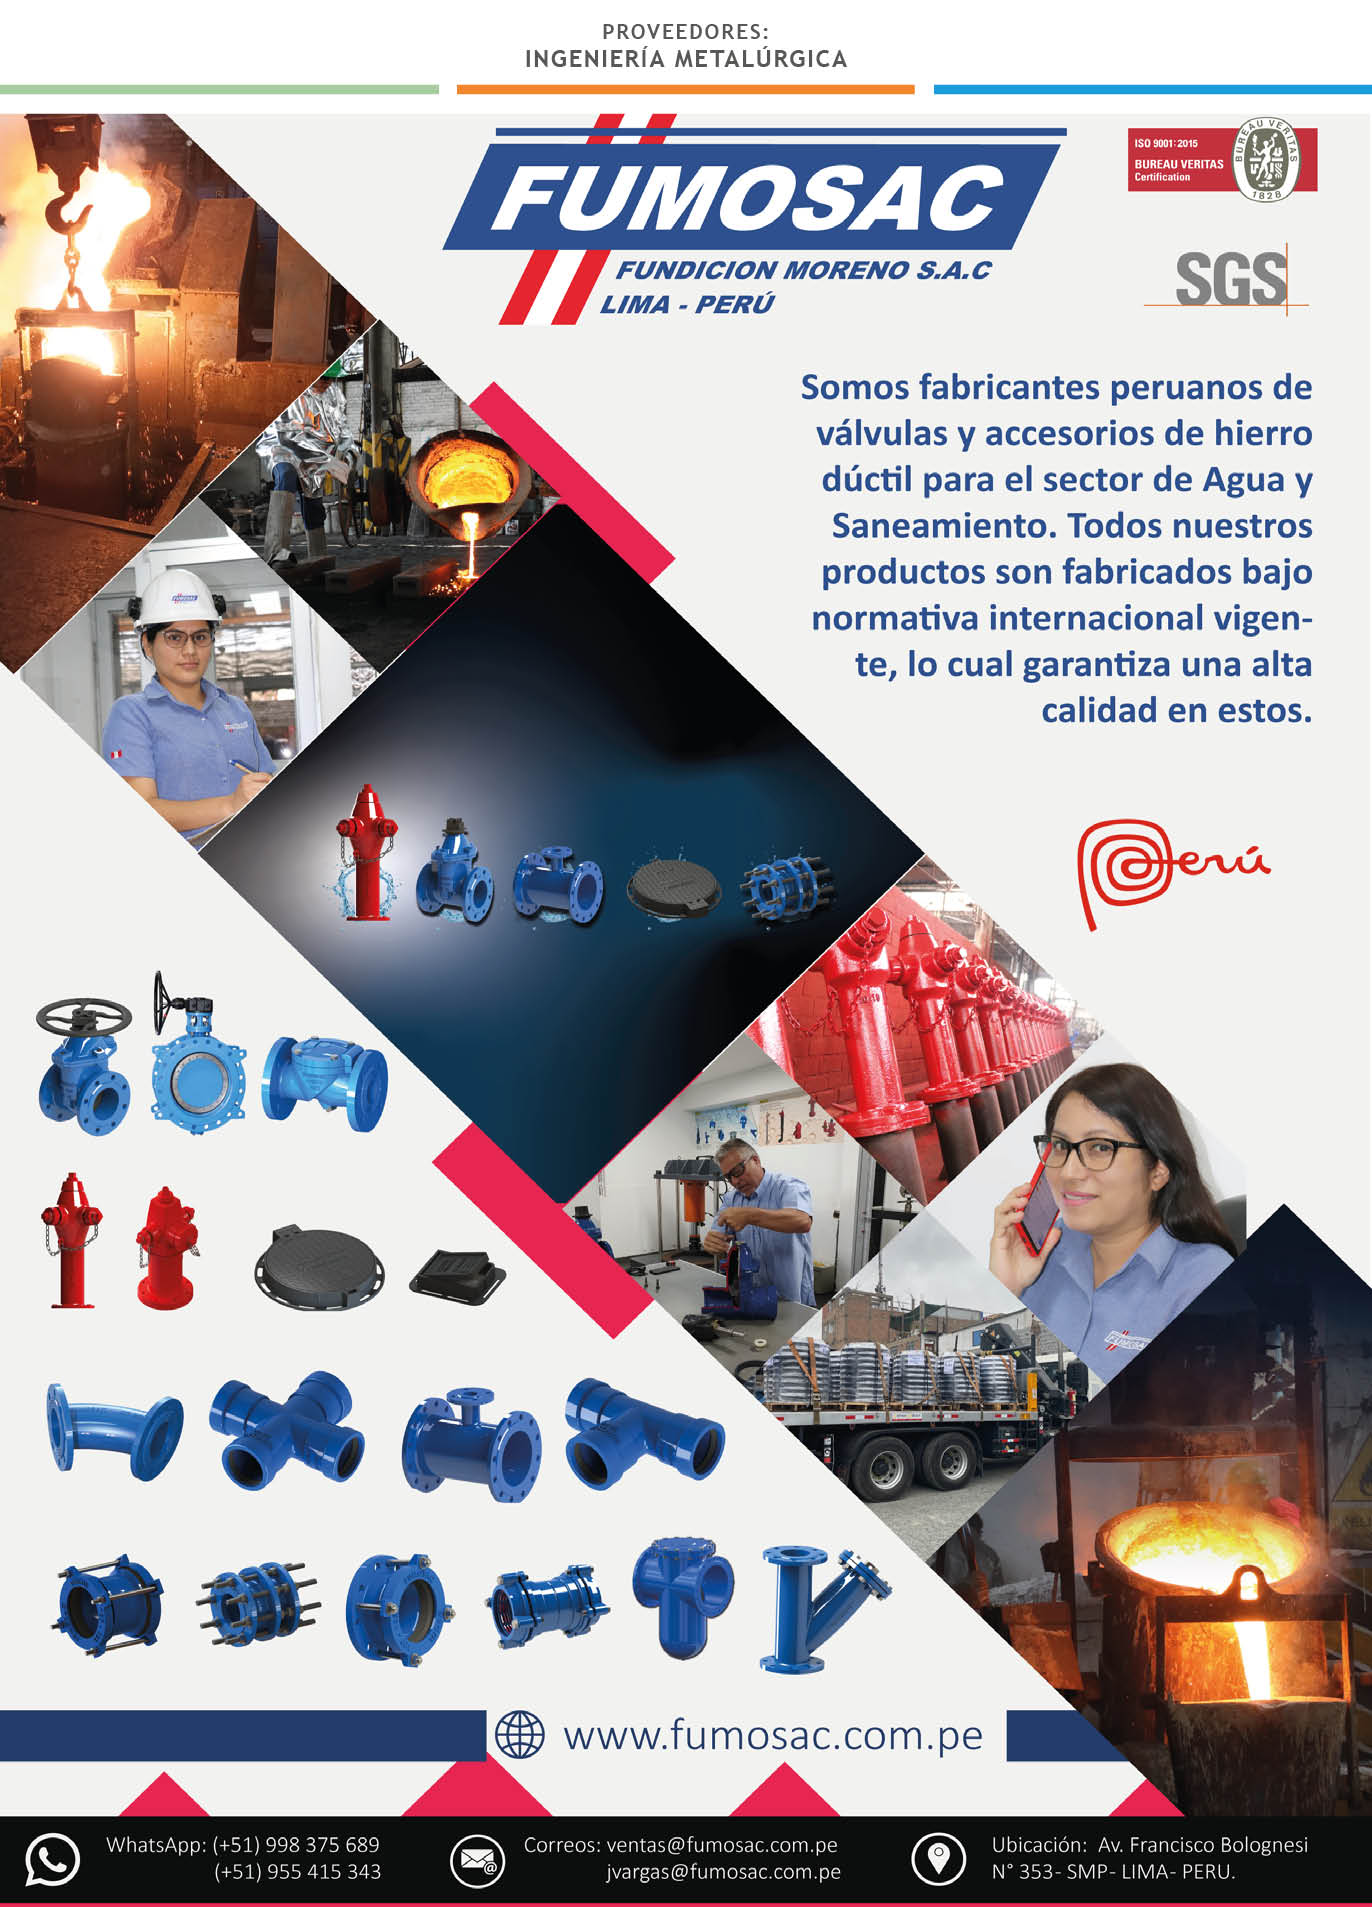 PROVEEDORES:
INGENIERÍA METALÚRGICA
FUMOSAC
FUNDICION MORENO S.A.C
LIMA - PERÚ
ISO 9001:2015
BUREAU VERITAS
Certification
BUREAU VERITAS
1828
SGS
Somos fabricantes peruanos de
válvulas y accesorios de hierro
dúctil para el sector de Agua y
Saneamiento. Todos nuestros
productos son fabricados bajo
normativa internacional vigen-
te, lo cual garantiza una alta
calidad en estos.
FUMOSAC
FUMOSAC
Perú
FUMOSAC
www.fumosac.com.pe
WhatsApp: (+51) 998 375 689
(+51) 955 415 343
Correos: ventas@fumosac.com.pe
jvargas@fumosac.com.pe
Ubicación: Av. Francisco Bolognesi
N° 353- SMP- LIMA- PERU.